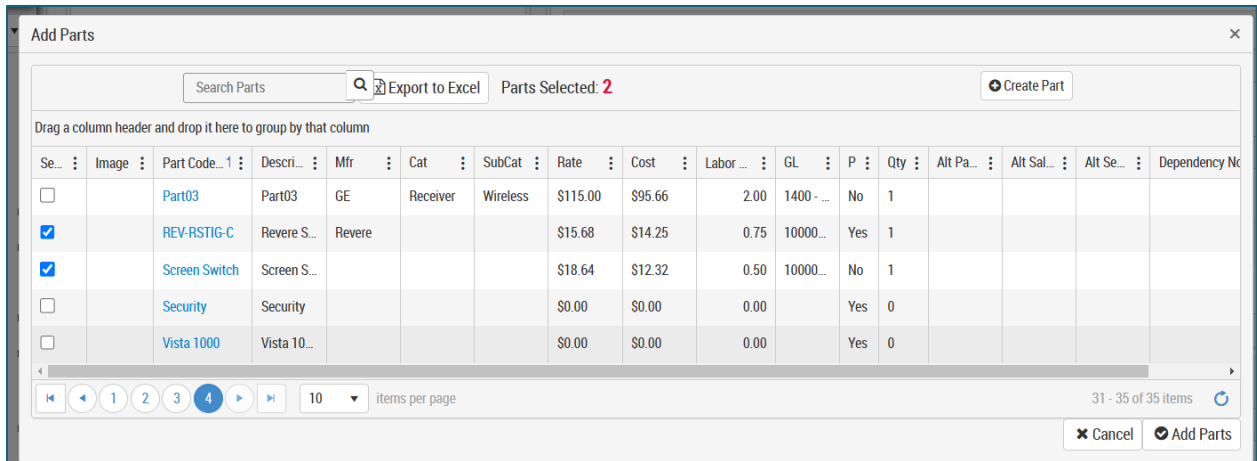 Add Parts
Search Parts Export to Excel Parts Selected: 2 Create Part
Drag a column header and drop it here to group by that column
Se... Image Part Code... Descri... Mfr Cat SubCat Rate Cost Labor ... GL P Qty Alt Pa... Alt Sal... Alt Se... Dependency No
Part03 Part03 GE Receiver Wireless $115.00 $95.66 2.00 1400 - ... No 1
REV-RSTIG-C Revere S... Revere $15.68 $14.25 0.75 10000... Yes 1
Screen Switch Screen S... $18.64 $12.32 0.50 10000... No 1
Security Security $0.00 $0.00 0.00 Yes 0
Vista 1000 Vista 10... $0.00 $0.00 0.00 Yes 0
1 2 3 4 10 items per page 31 - 35 of 35 items
Cancel Add Parts